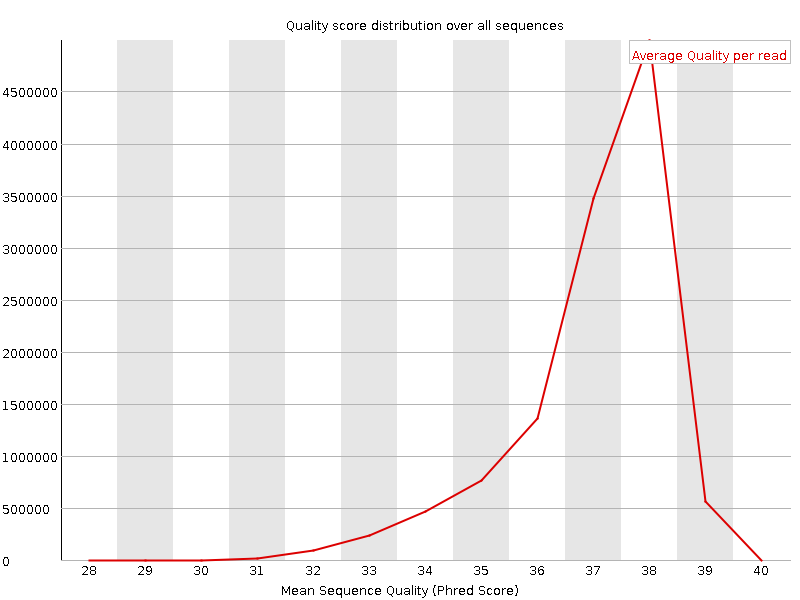 Quality score distribution over all sequences
Average Quality per read
4500000
4000000
3500000
3000000
2500000
2000000
1500000
1000000
500000
0
28 29 30 31 32 33 34 35 36 37 38 39 40
Mean Sequence Quality (Phred Score)